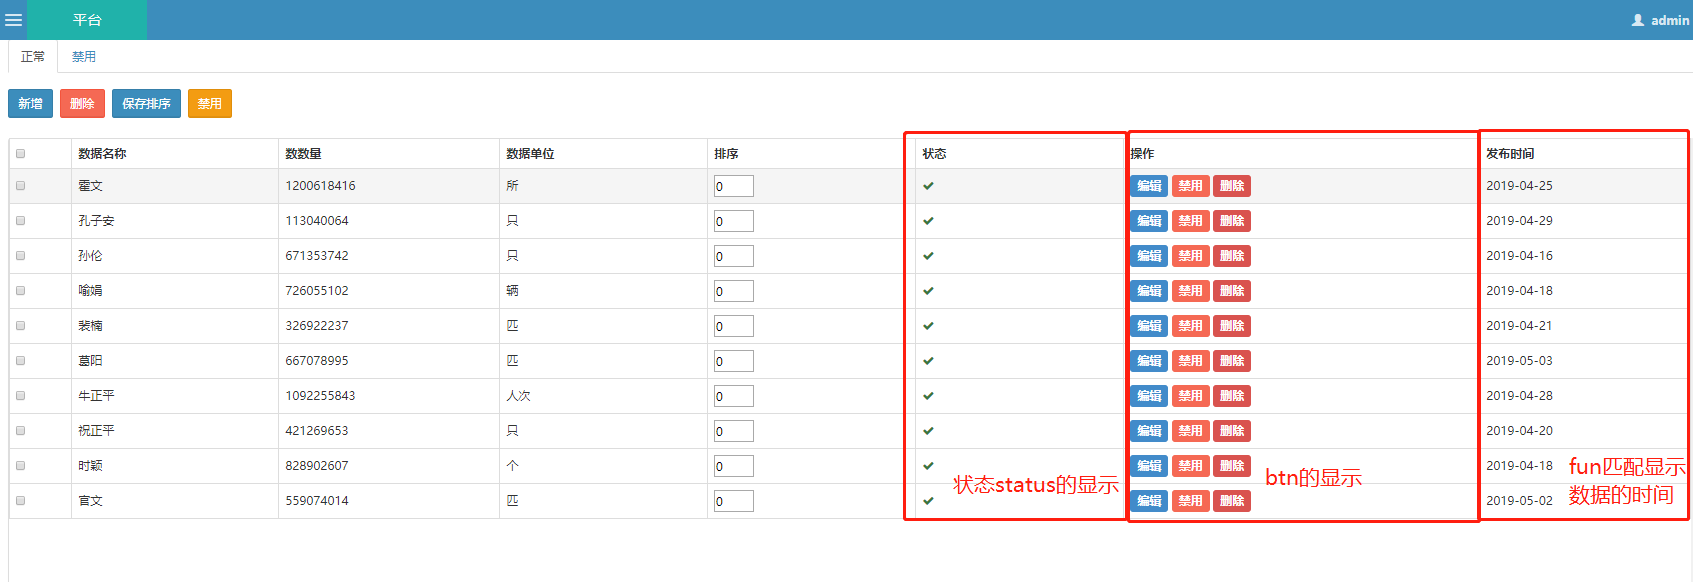 平台 admin
正常 禁用
新增 删除 保存排序 禁用
数据名称 数数量 数据单位 排序 状态 操作 发布时间
霍文 1200618416 所 0 编辑 禁用 删除 2019-04-25
孔子安 113040064 只 0 编辑 禁用 删除 2019-04-29
孙伦 671353742 只 0 编辑 禁用 删除 2019-04-16
喻娟 726055102 辆 0 编辑 禁用 删除 2019-04-18
裴楠 326922237 匹 0 编辑 禁用 删除 2019-04-21
墓阳 667078995 匹 0 编辑 禁用 删除 2019-05-03
牛正平 1092255843 人次 0 编辑 禁用 删除 2019-04-28
祝正平 421269653 只 0 编辑 禁用 删除 2019-04-20
时颖 828902607 个 0 编辑 禁用 删除 2019-04-18
官文 559074014 匹 0 编辑 禁用 删除 2019-05-02
状态status的显示
btn的显示
fun匹配显示
数据的时间